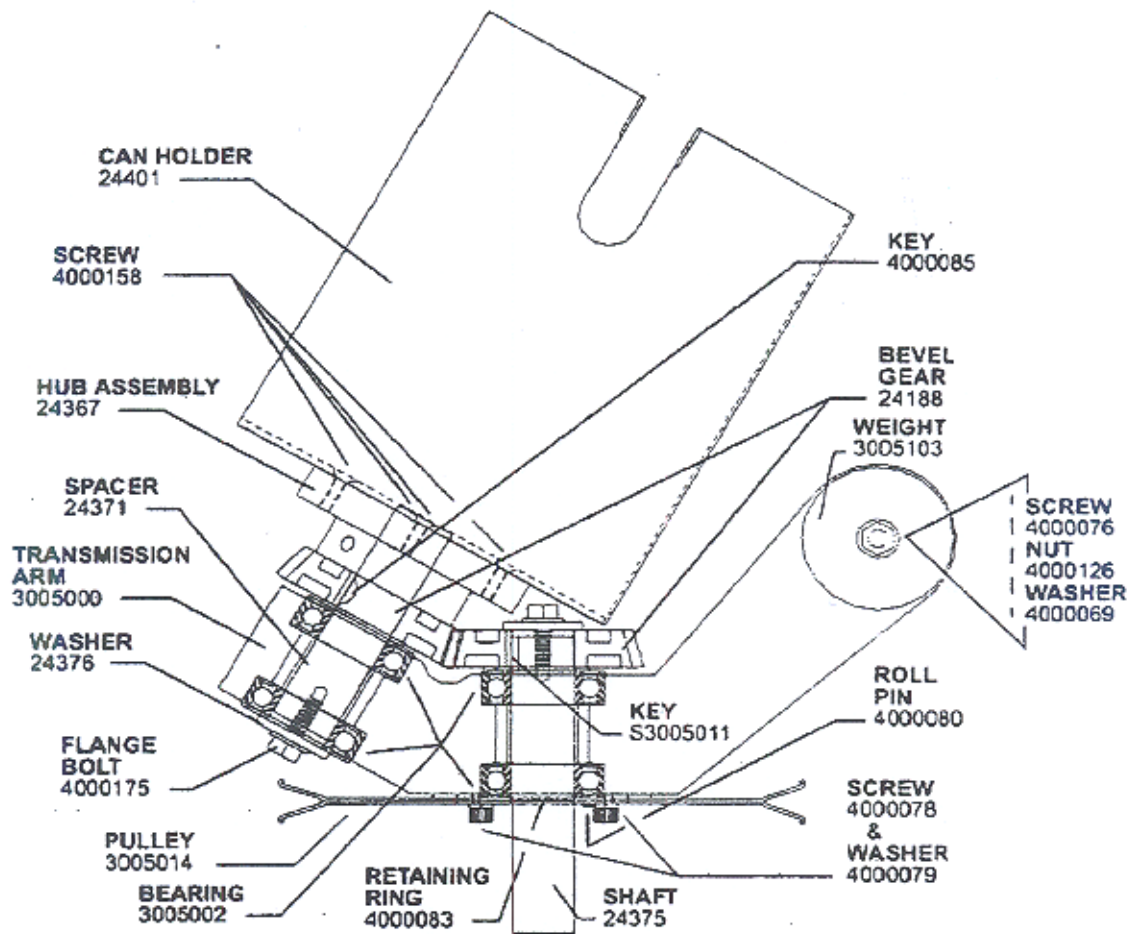 CAN HOLDER
24401
SCREW
4000158
HUB ASSEMBLY
24367
SPACER
24371
TRANSMISSION
ARM
3005000
WASHER
24376
FLANGE
BOLT
4000175
PULLEY
3005014
BEARING
3005002
RETAINING
RING
4000083
SHAFT
24375
KEY
S3005011
KEY
4000085
BEVEL
GEAR
24188
WEIGHT
3005103
SCREW
4000076
NUT
4000126
WASHER
4000069
ROLL
PIN
4000080
SCREW
4000078
&
WASHER
4000079